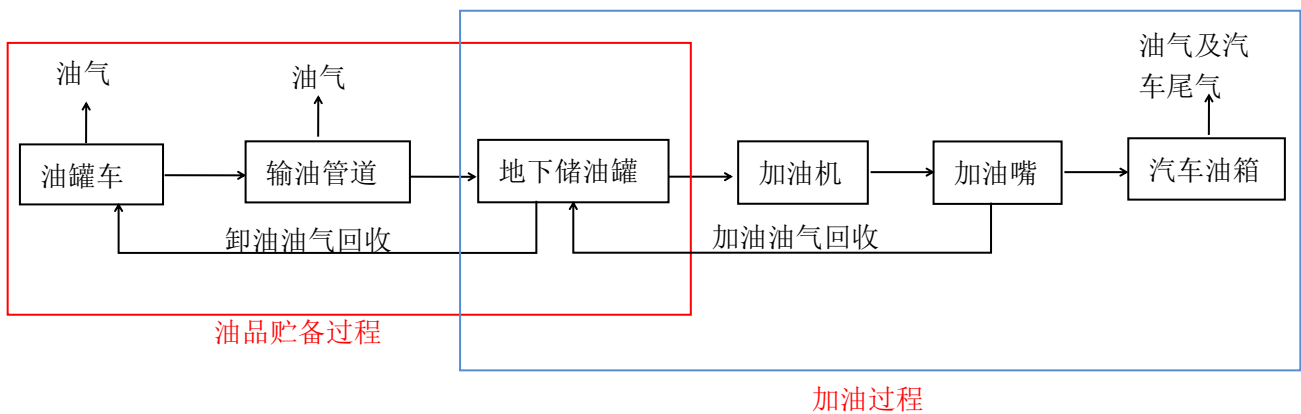 油气
油气
油气及汽
车尾气
油罐车
输油管道
地下储油罐
加油机
加油嘴
汽车油箱
卸油油气回收
加油油气回收
油品贮备过程
加油过程